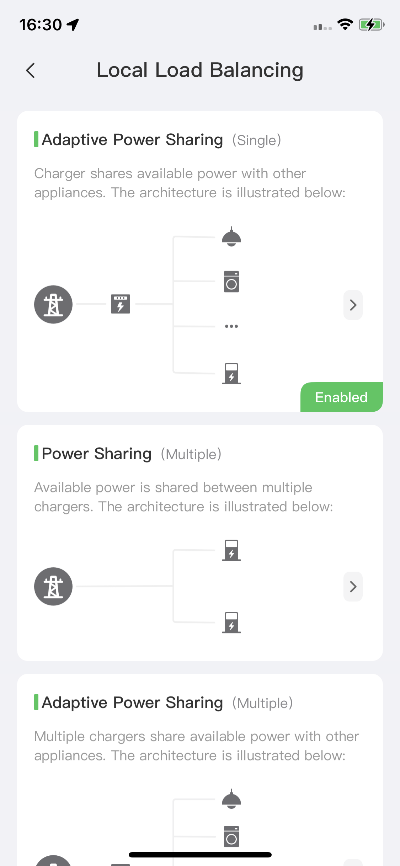 16:30
Local Load Balancing
Adaptive Power Sharing (Single)
Charger shares available power with other
appliances. The architecture is illustrated below:
Enabled
Power Sharing (Multiple)
Available power is shared between multiple
chargers. The architecture is illustrated below:
Adaptive Power Sharing (Multiple)
Multiple chargers share available power with other
appliances. The architecture is illustrated below: